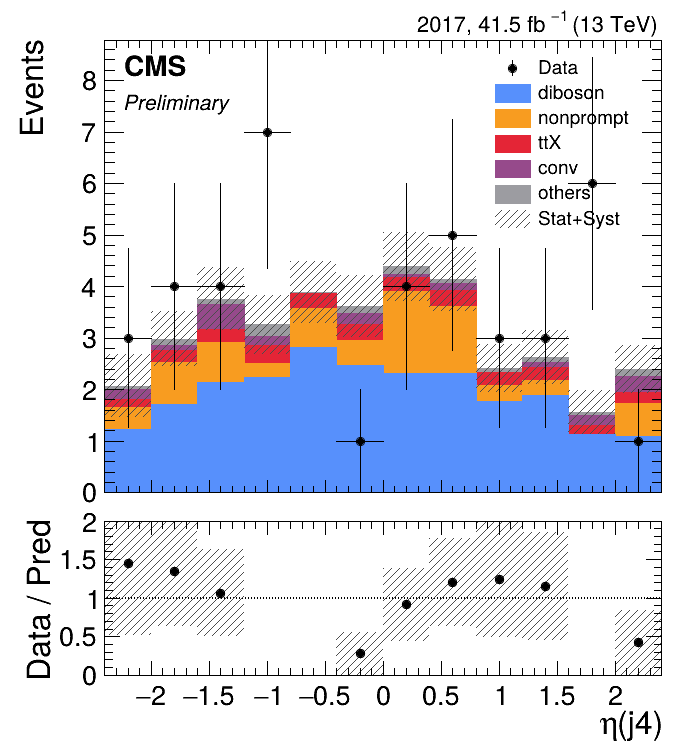 2017, 41.5 fb⁻¹ (13 TeV)
CMS
Preliminary
Events
8
7
6
5
4
3
2
1
0
Data
diboson
nonprompt
ttX
conv
others
Stat+Syst
Data / Pred
2
1.5
1
0.5
0
−2 −1.5 −1 −0.5 0 0.5 1 1.5 2
η(j4)